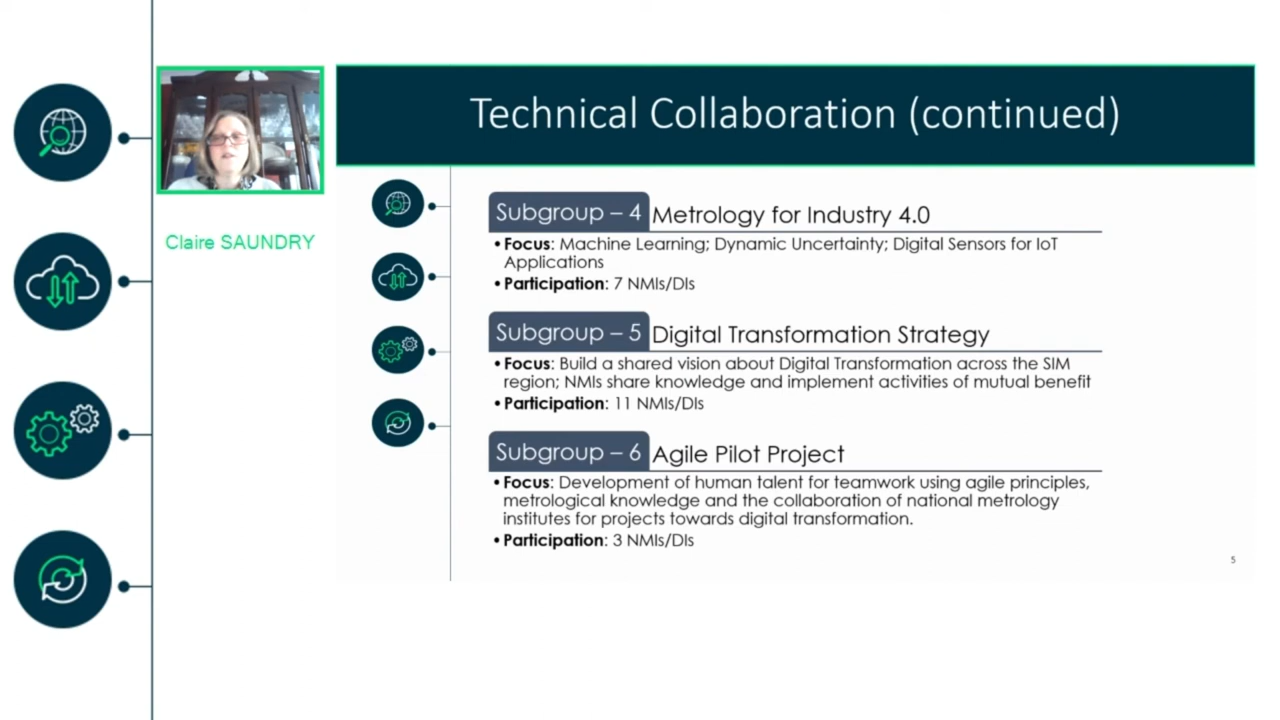 Technical Collaboration (continued)
Claire SAUNDRY
Subgroup – 4 Metrology for Industry 4.0
• Focus: Machine Learning; Dynamic Uncertainty; Digital Sensors for IoT
Applications
• Participation: 7 NMIs/DIs
Subgroup – 5 Digital Transformation Strategy
• Focus: Build a shared vision about Digital Transformation across the SIM
region; NMIs share knowledge and implement activities of mutual benefit
• Participation: 11 NMIs/DIs
Subgroup – 6 Agile Pilot Project
• Focus: Development of human talent for teamwork using agile principles,
metrological knowledge and the collaboration of national metrology
institutes for projects towards digital transformation.
• Participation: 3 NMIs/DIs
5